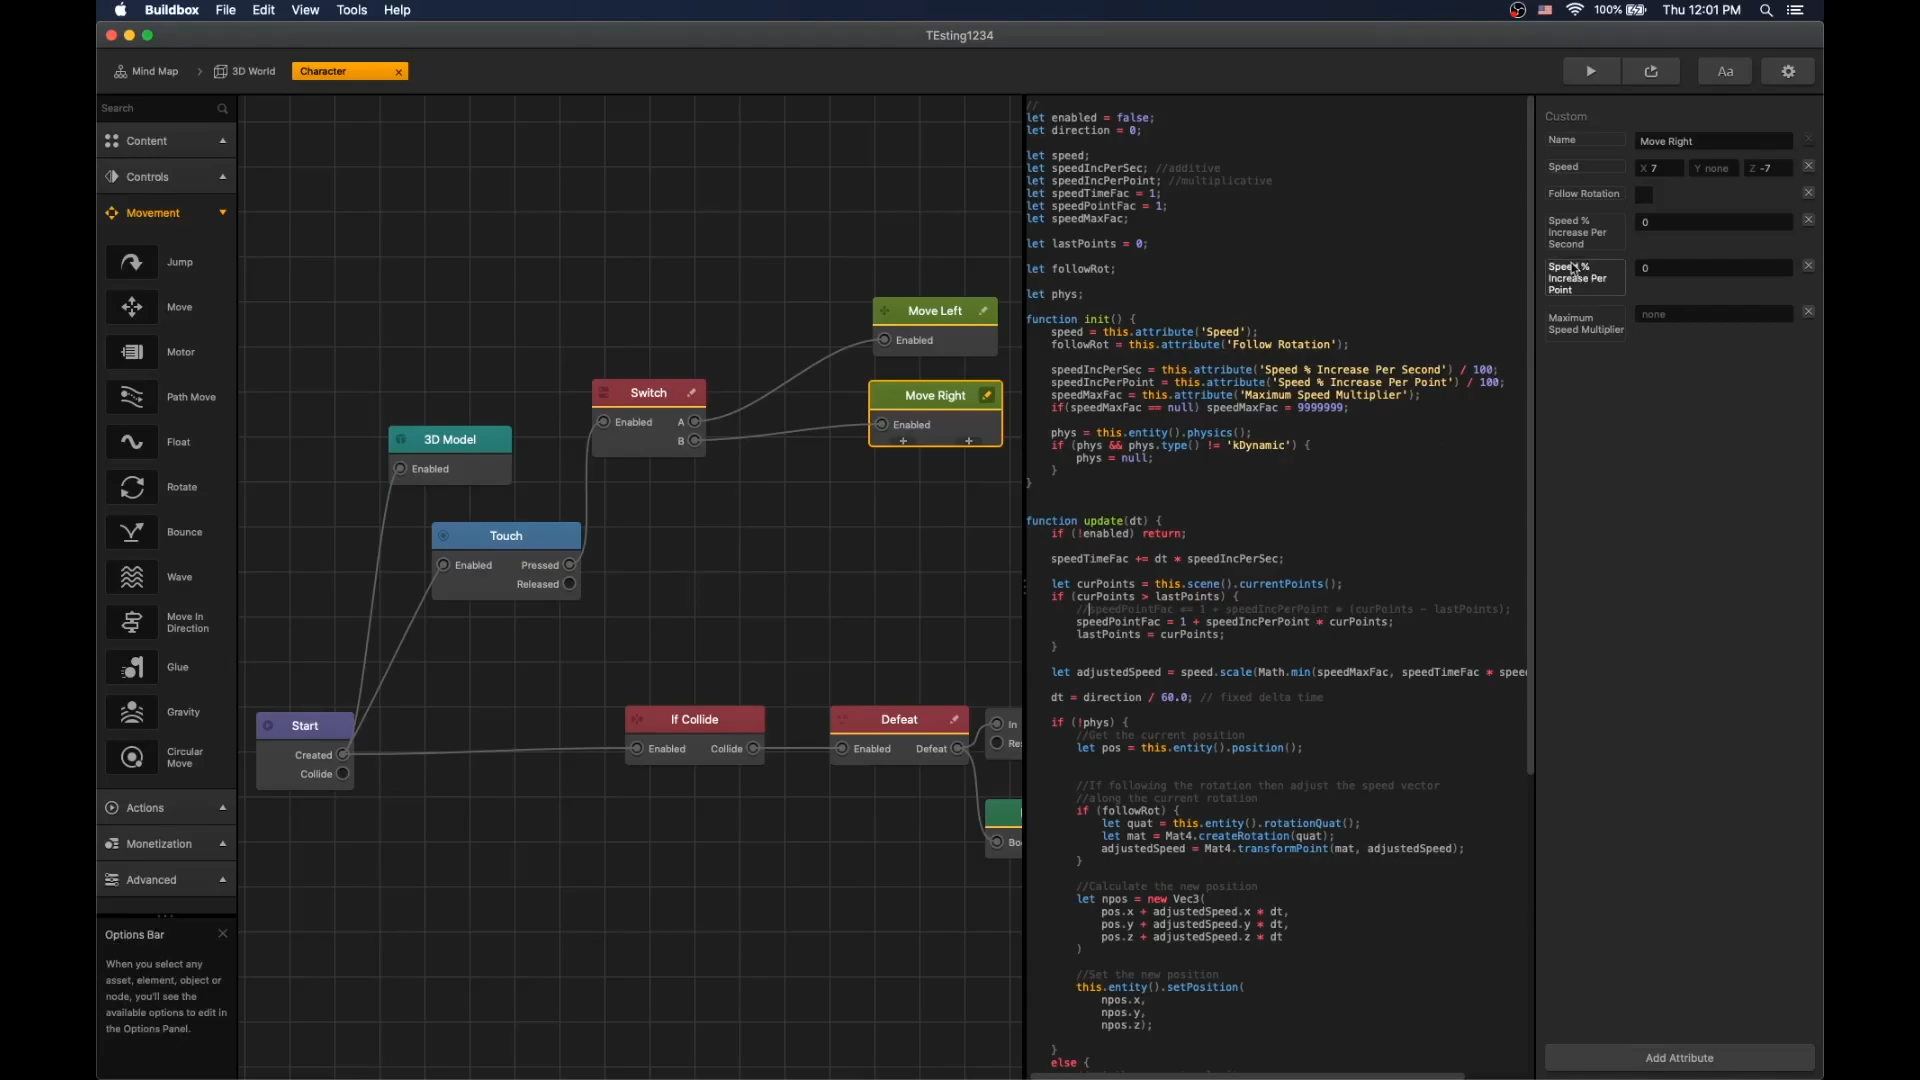 Buildbox File Edit View Tools Help
100% Thu 12:01 PM
TEsting1234
Mind Map
3D World
Character
Aa
Search
Content
Controls
Movement
Jump
Move
Motor
Path Move
Float
Rotate
Bounce
Wave
Move In
Direction
Glue
Gravity
Circular
Move
Actions
Monetization
Advanced
Options Bar
When you select any
asset, element, object or
node, you'll see the
available options to edit in
the Options Panel.
Move Left
Enabled
Move Right
Enabled
Switch
Enabled A
B
3D Model
Enabled
Touch
Enabled Pressed
Released
Start
Created
Collide
If Collide
Enabled Collide
Defeat
Enabled Defeat
In
Bo
//
let enabled = false;
let direction = 0;
let speed;
let speedIncPerSec; //additive
let speedIncPerPoint; //multiplicative
let speedTimeFac = 1;
let speedPointFac = 1;
let speedMaxFac;
let lastPoints = 0;
let followRot;
let phys;
function init() {
speed = this.attribute('Speed');
followRot = this.attribute('Follow Rotation');
speedIncPerSec = this.attribute('Speed % Increase Per Second') / 100;
speedIncPerPoint = this.attribute('Speed % Increase Per Point') / 100;
speedMaxFac = this.attribute('Maximum Speed Multiplier');
if(speedMaxFac == null) speedMaxFac = 9999999;
phys = this.entity().physics();
if (phys && phys.type() != 'kDynamic') {
phys = null;
}
}
function update(dt) {
if (!enabled) return;
speedTimeFac += dt * speedIncPerSec;
let curPoints = this.scene().currentPoints();
if (curPoints > lastPoints) {
//speedPointFac *= 1 + speedIncPerPoint * (curPoints - lastPoints);
speedPointFac = 1 + speedIncPerPoint * curPoints;
lastPoints = curPoints;
}
let adjustedSpeed = speed.scale(Math.min(speedMaxFac, speedTimeFac * spee
dt = direction / 60.0; // fixed delta time
if (!phys) {
//Get the current position
let pos = this.entity().position();
//If following the rotation then adjust the speed vector
//along the current rotation
if (followRot) {
let quat = this.entity().rotationQuat();
let mat = Mat4.createRotation(quat);
adjustedSpeed = Mat4.transformPoint(mat, adjustedSpeed);
}
//Calculate the new position
let npos = new Vec3(
pos.x + adjustedSpeed.x * dt,
pos.y + adjustedSpeed.y * dt,
pos.z + adjustedSpeed.z * dt
)
//Set the new position
this.entity().setPosition(
npos.x,
npos.y,
npos.z);
}
else {
Custom
Name Move Right
Speed X 7 Y none Z -7
Follow Rotation
Speed % 0
Increase Per
Second
Speed % 0
Increase Per
Point
Maximum none
Speed Multiplier
Add Attribute